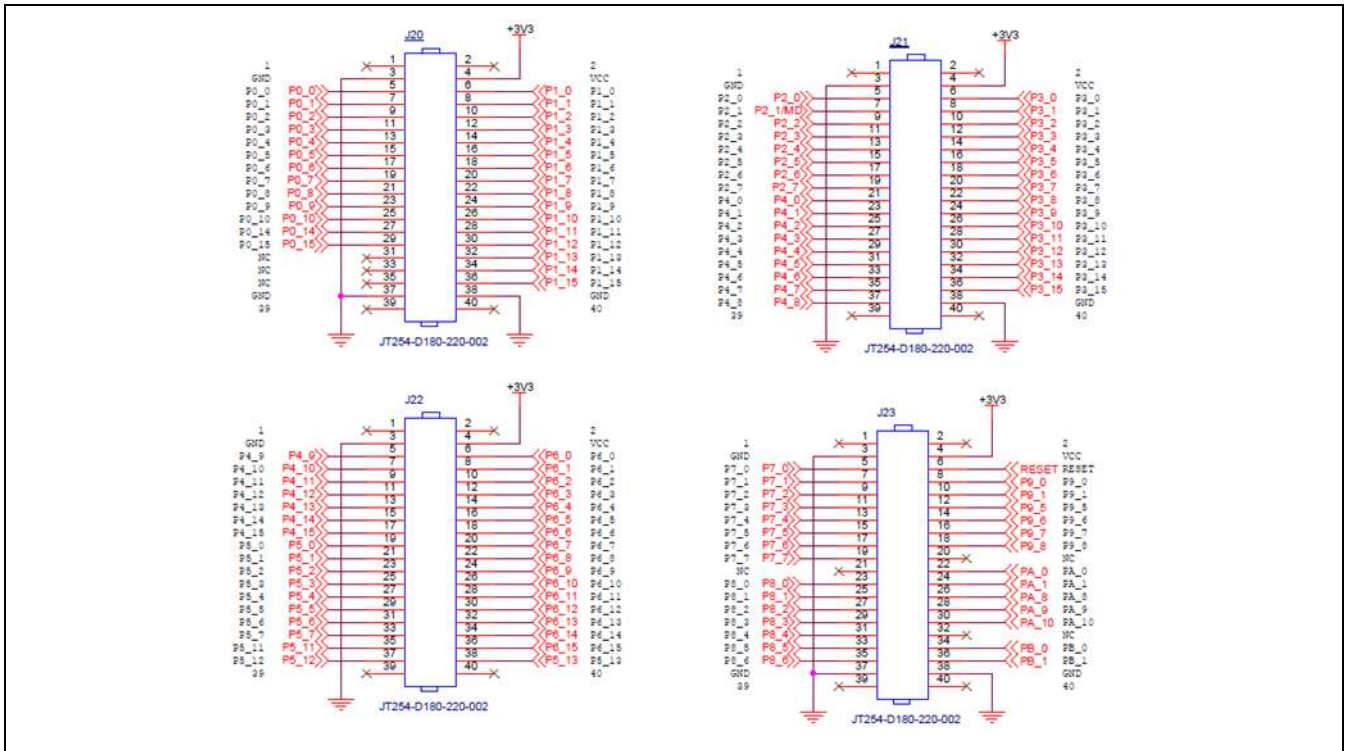 J20 +3V3
1 1 2 2
GND 3 4 VCC
P0_0 P0_0 5 6 P1_0 P1_0
P0_1 P0_1 7 8 P1_1 P1_1
P0_2 P0_2 9 10 P1_2 P1_2
P0_3 P0_3 11 12 P1_3 P1_3
P0_4 P0_4 13 14 P1_4 P1_4
P0_5 P0_5 15 16 P1_5 P1_5
P0_6 P0_6 17 18 P1_6 P1_6
P0_7 P0_7 19 20 P1_7 P1_7
P0_8 P0_8 21 22 P1_8 P1_8
P0_9 P0_9 23 24 P1_9 P1_9
P0_10 P0_10 25 26 P1_10 P1_10
P0_14 P0_14 27 28 P1_11 P1_11
P0_15 P0_15 29 30 P1_12 P1_12
NC 31 32 P1_13 P1_13
NC 33 34 P1_14 P1_14
NC 35 36 P1_15 P1_15
GND 37 38 GND
39 39 40 40
JT254-D180-220-002
J21 +3V3
1 1 2 2
GND 3 4 VCC
P2_0 P2_0 5 6 P3_0 P3_0
P2_1 P2_1/MD 7 8 P3_1 P3_1
P2_2 P2_2 9 10 P3_2 P3_2
P2_3 P2_3 11 12 P3_3 P3_3
P2_4 P2_4 13 14 P3_4 P3_4
P2_5 P2_5 15 16 P3_5 P3_5
P2_6 P2_6 17 18 P3_6 P3_6
P2_7 P2_7 19 20 P3_7 P3_7
P4_0 P4_0 21 22 P3_8 P3_8
P4_1 P4_1 23 24 P3_9 P3_9
P4_2 P4_2 25 26 P3_10 P3_10
P4_3 P4_3 27 28 P3_11 P3_11
P4_4 P4_4 29 30 P3_12 P3_12
P4_5 P4_5 31 32 P3_13 P3_13
P4_6 P4_6 33 34 P3_14 P3_14
P4_7 P4_7 35 36 P3_15 P3_15
P4_8 P4_8 37 38 GND
39 39 40 40
JT254-D180-220-002
J22 +3V3
1 1 2 2
GND 3 4 VCC
P4_9 P4_9 5 6 P6_0 P6_0
P4_10 P4_10 7 8 P6_1 P6_1
P4_11 P4_11 9 10 P6_2 P6_2
P4_12 P4_12 11 12 P6_3 P6_3
P4_13 P4_13 13 14 P6_4 P6_4
P4_14 P4_14 15 16 P6_5 P6_5
P4_15 P4_15 17 18 P6_6 P6_6
P5_0 P5_0 19 20 P6_7 P6_7
P5_1 P5_1 21 22 P6_8 P6_8
P5_2 P5_2 23 24 P6_9 P6_9
P5_3 P5_3 25 26 P6_10 P6_10
P5_4 P5_4 27 28 P6_11 P6_11
P5_5 P5_5 29 30 P6_12 P6_12
P5_6 P5_6 31 32 P6_13 P6_13
P5_7 P5_7 33 34 P6_14 P6_14
P5_11 P5_11 35 36 P6_15 P6_15
P5_12 P5_12 37 38 P5_13 P5_13
39 39 40 40
JT254-D180-220-002
J23 +3V3
1 1 2 2
GND 3 4 VCC
P7_0 P7_0 5 6 RESET RESET
P7_1 P7_1 7 8 P9_0 P9_0
P7_2 P7_2 9 10 P9_1 P9_1
P7_3 P7_3 11 12 P9_5 P9_5
P7_4 P7_4 13 14 P9_6 P9_6
P7_5 P7_5 15 16 P9_7 P9_7
P7_6 P7_6 17 18 P9_8 P9_8
P7_7 P7_7 19 20 NC
NC 21 22 PA_0 PA_0
P8_0 P8_0 23 24 PA_1 PA_1
P8_1 P8_1 25 26 PA_8 PA_8
P8_2 P8_2 27 28 PA_9 PA_9
P8_3 P8_3 29 30 PA_10 PA_10
P8_4 P8_4 31 32 NC
P8_5 P8_5 33 34 PB_0 PB_0
P8_6 P8_6 35 36 PB_1 PB_1
GND 37 38 GND
39 39 40 40
JT254-D180-220-002